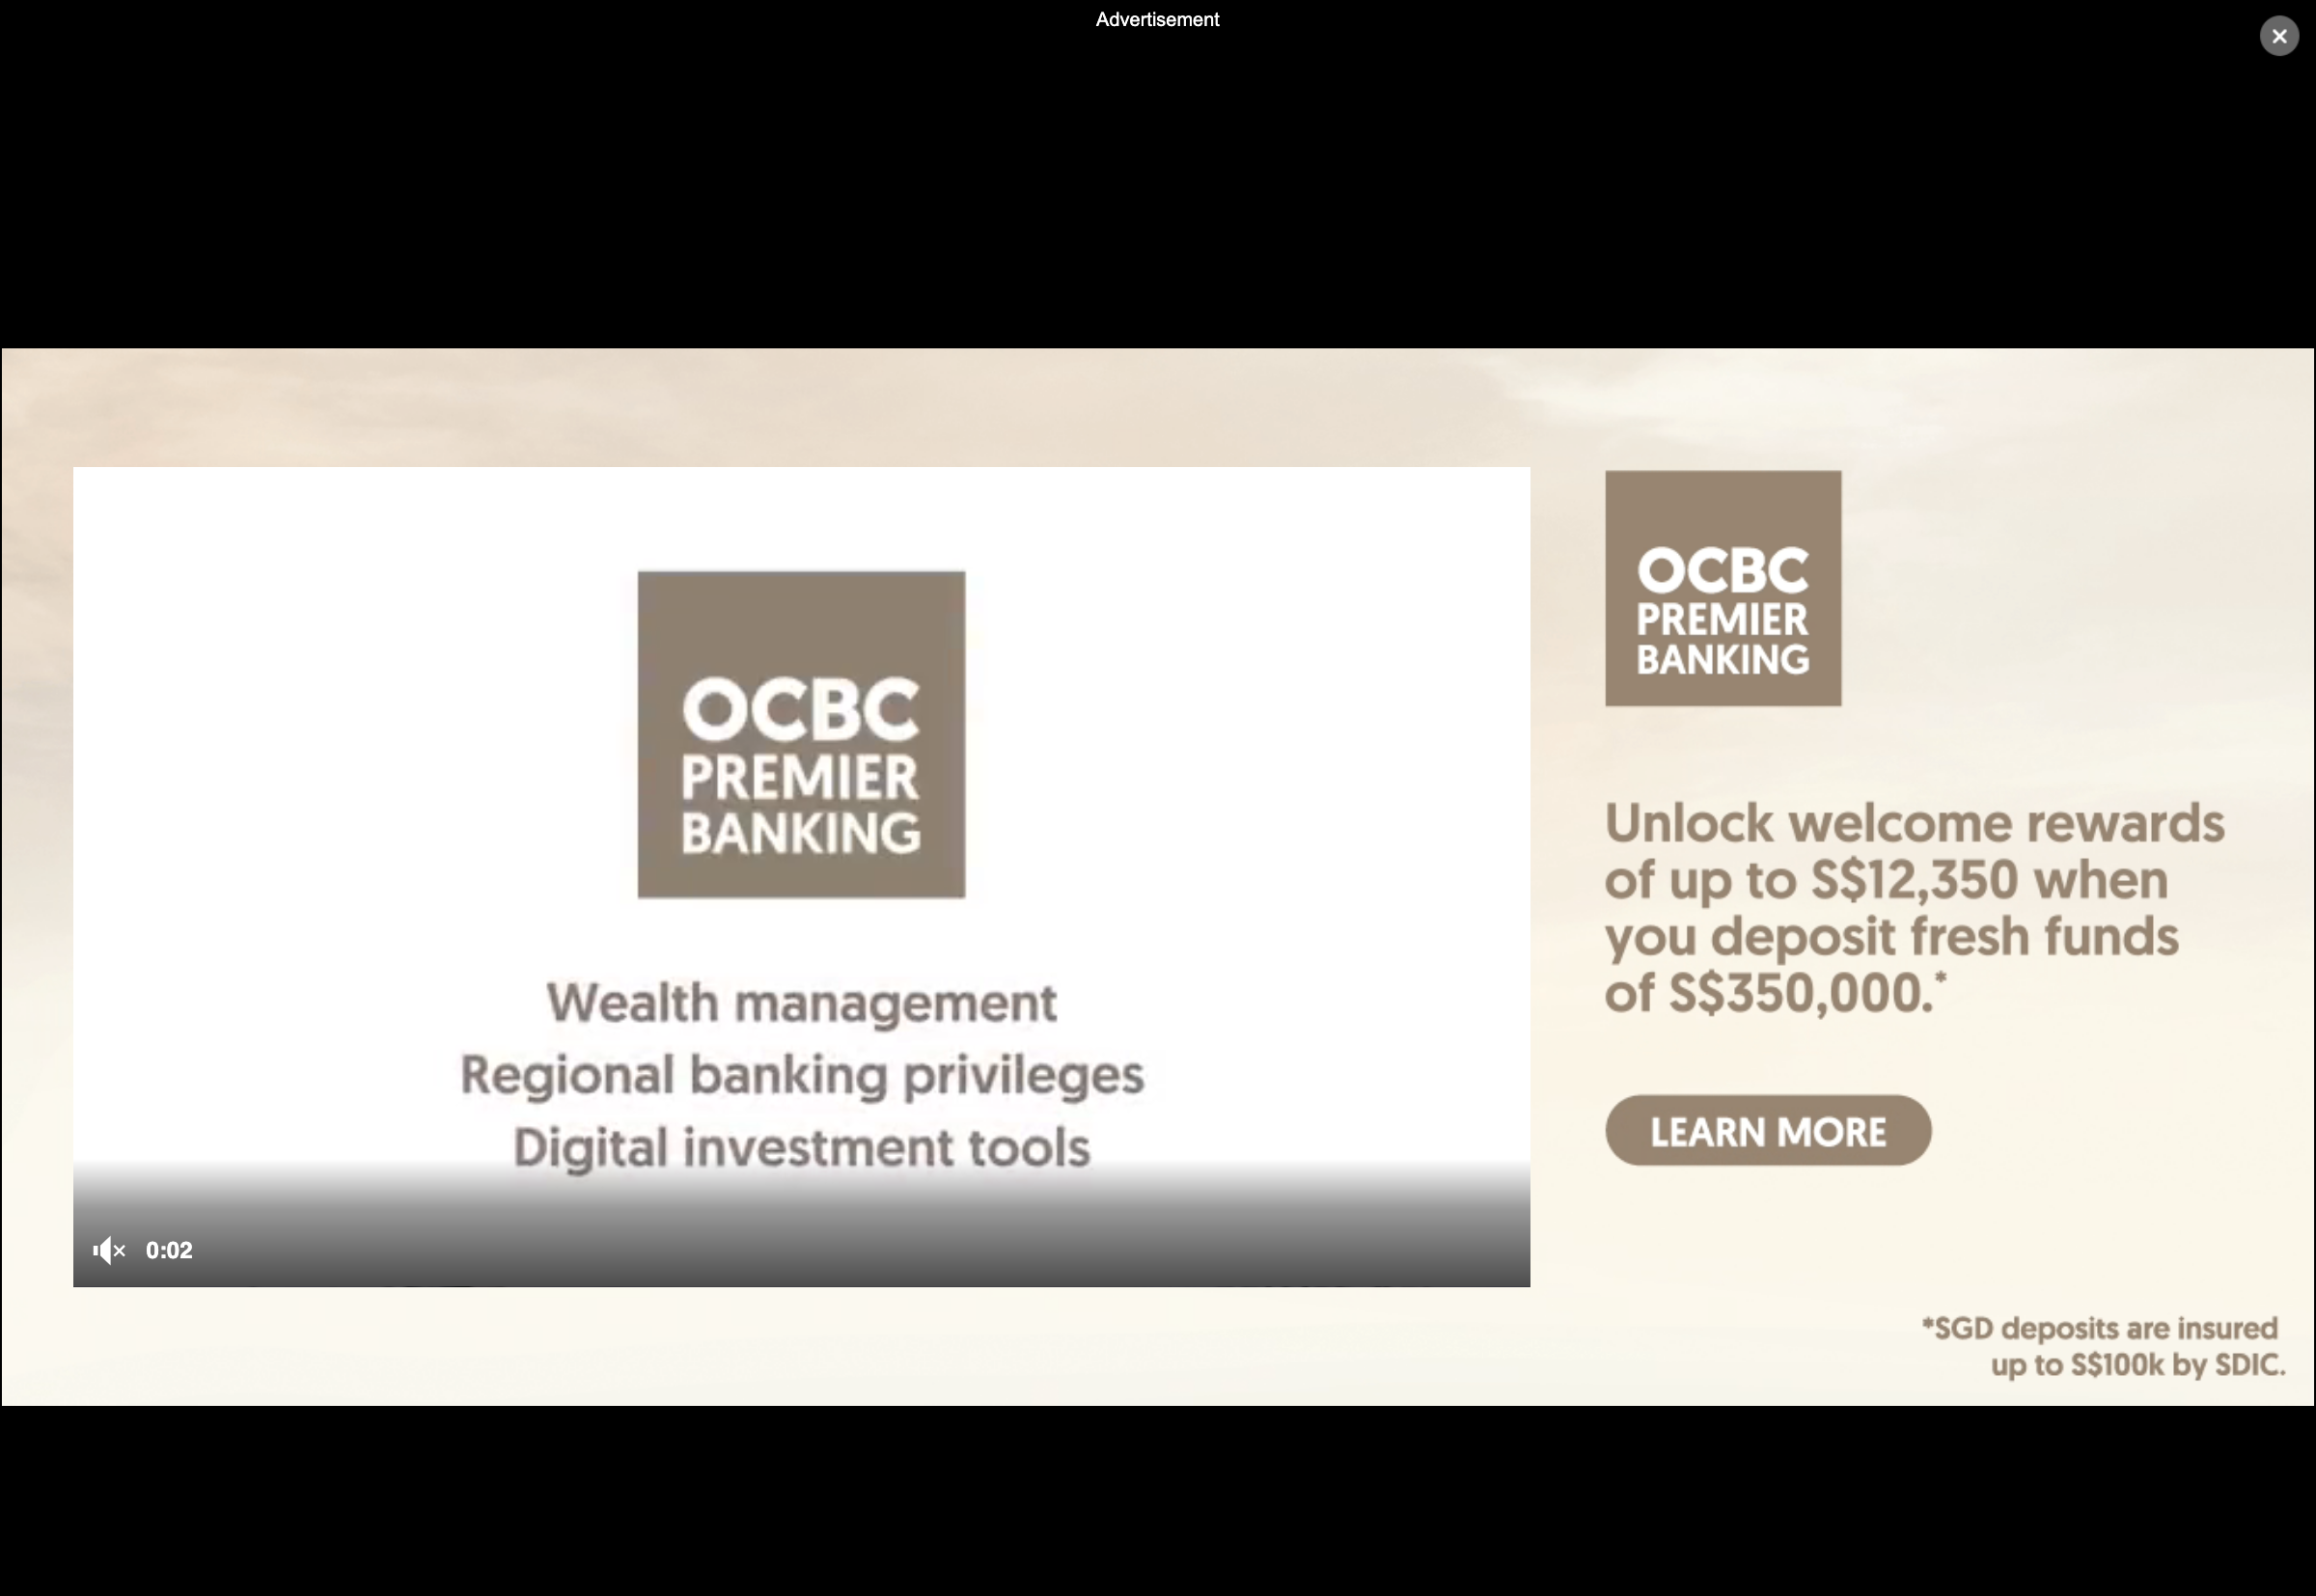 Advertisement
OCBC
PREMIER
BANKING
Wealth management
Regional banking privileges
Digital investment tools
0:02
OCBC
PREMIER
BANKING
Unlock welcome rewards
of up to S$12,350 when
you deposit fresh funds
of S$350,000.*
LEARN MORE
*SGD deposits are insured
up to S$100k by SDIC.